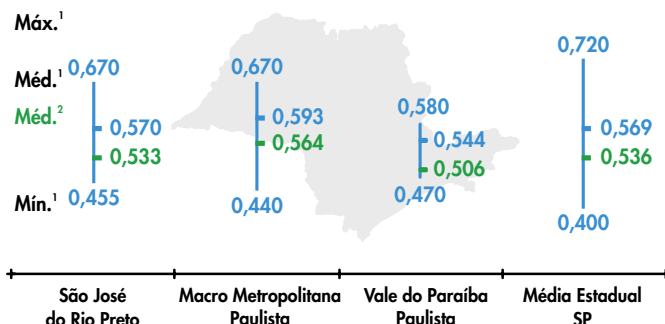 Máx.¹
0,720
0,670
0,670
Méd.¹
0,580
Méd.²
0,570
0,593
0,544
0,569
0,533
0,564
0,506
0,536
Mín.¹
0,455
0,440
0,470
0,400
São José
do Rio Preto
Macro Metropolitana
Paulista
Vale do Paraíba
Paulista
Média Estadual
SP